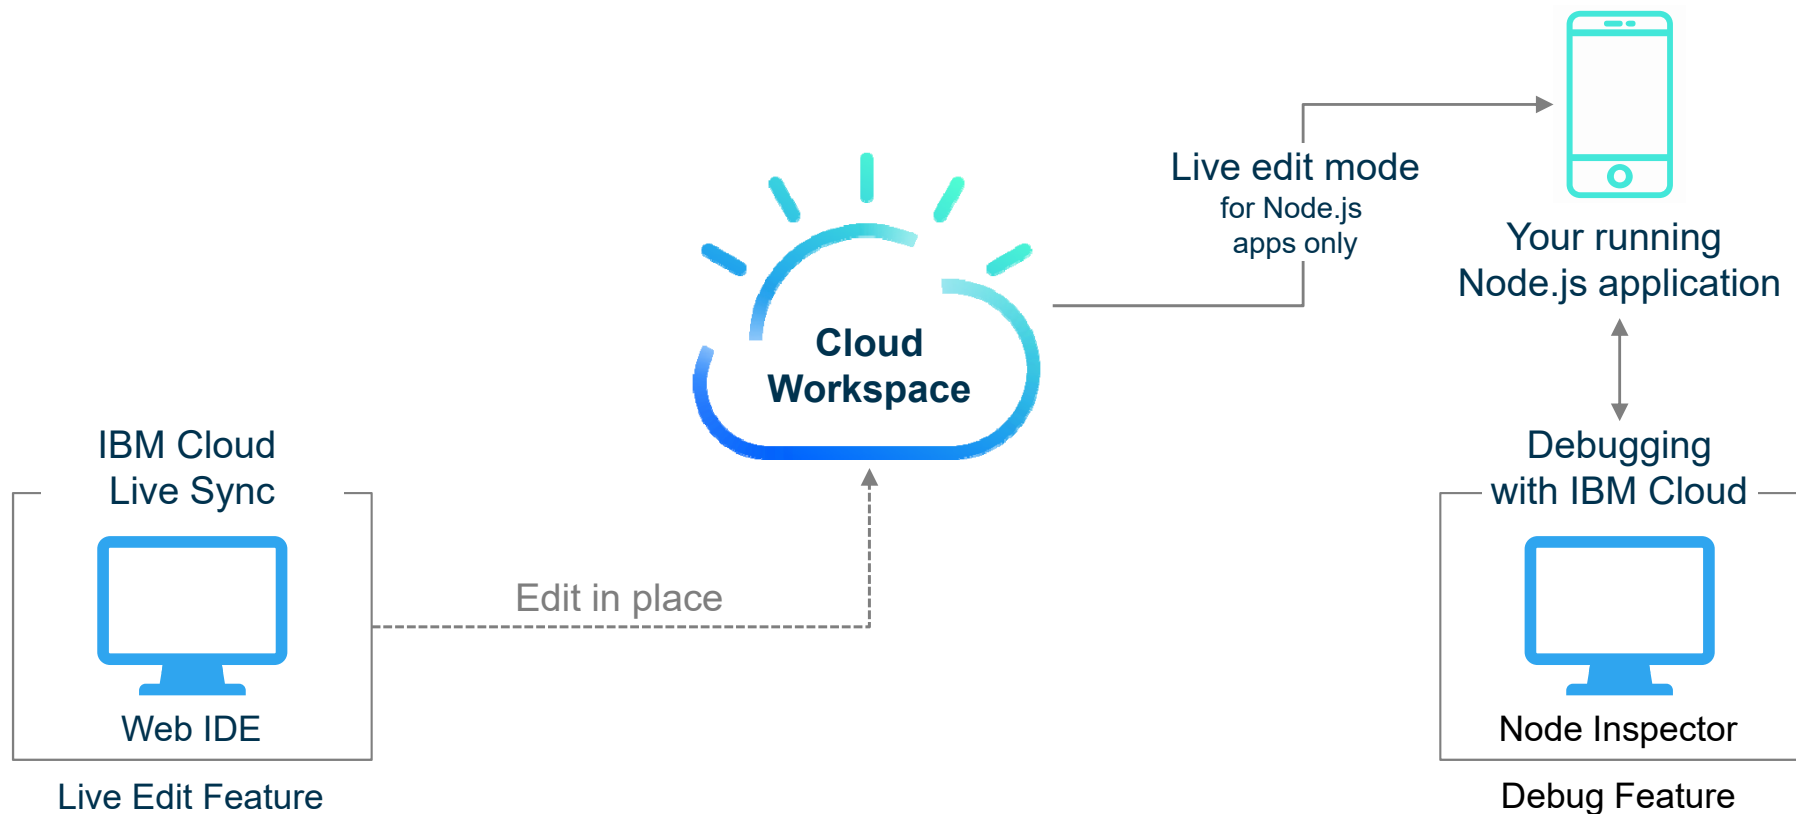 Live edit mode
for Node.js
apps only
Your running
Node.js application
Cloud
Workspace
IBM Cloud
Live Sync
Debugging
with IBM Cloud
Edit in place
Web IDE
Node Inspector
Live Edit Feature
Debug Feature